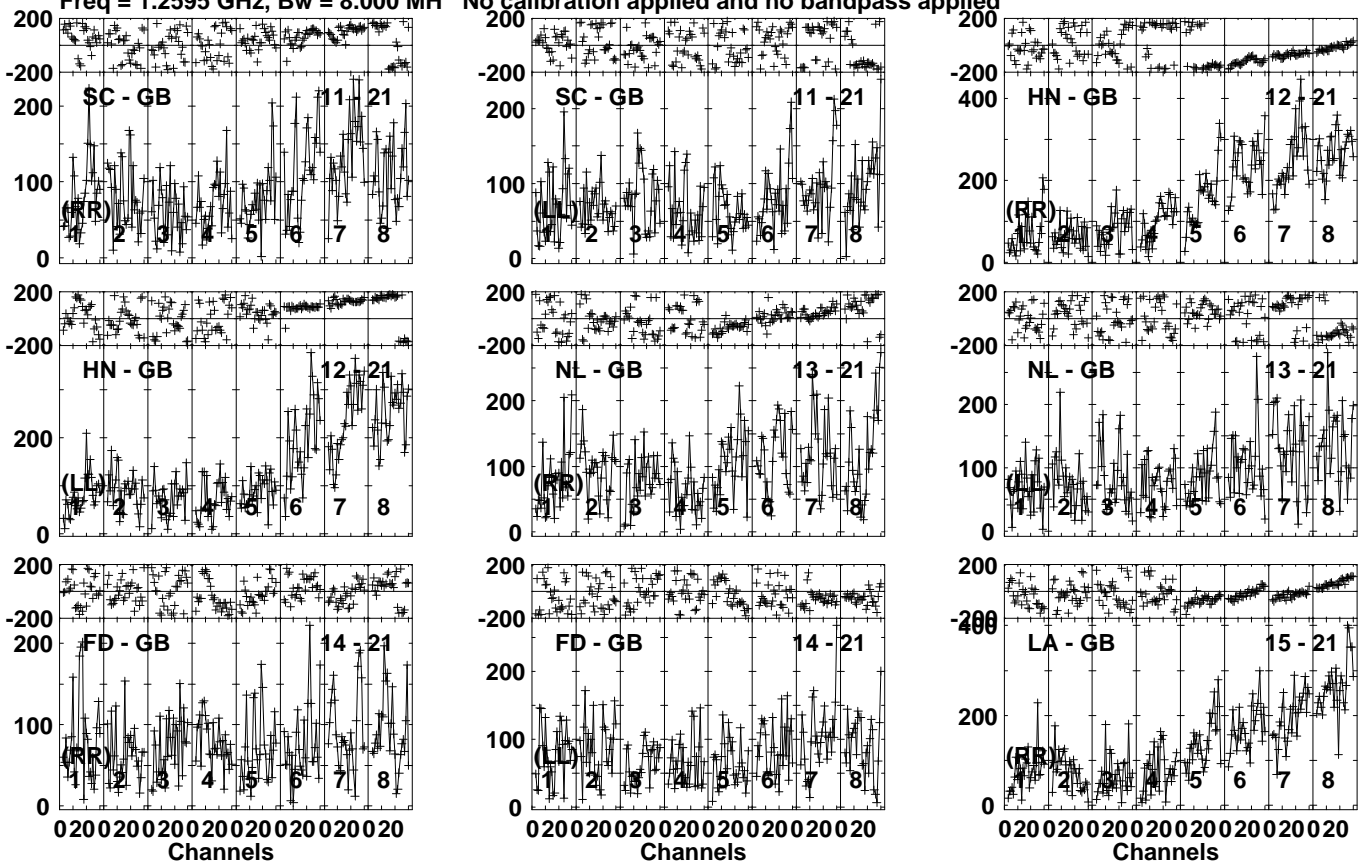 Freq = 1.2595 GHz, Bw = 8.000 MH No calibration applied and no bandpass applied
200
-200
SC - GB 11 - 21
200
100
0
(RR)
1 2 3 4 5 6 7 8
200
-200
SC - GB 11 - 21
200
100
0
(LL)
1 2 3 4 5 6 7 8
200
-200
HN - GB 12 - 21
400
200
0
(RR)
1 2 3 4 5 6 7 8
200
-200
HN - GB 12 - 21
200
0
(LL)
1 2 3 4 5 6 7 8
200
-200
NL - GB 13 - 21
200
100
0
(RR)
1 2 3 4 5 6 7 8
200
-200
NL - GB 13 - 21
200
100
0
(LL)
1 2 3 4 5 6 7 8
200
-200
FD - GB 14 - 21
200
100
0
(RR)
1 2 3 4 5 6 7 8
0 20 0 20 0 20 0 20 0 20 0 20 0 20 0 20
Channels
200
-200
FD - GB 14 - 21
200
100
0
(LL)
1 2 3 4 5 6 7 8
0 20 0 20 0 20 0 20 0 20 0 20 0 20 0 20
Channels
200
-200
400
LA - GB 15 - 21
200
0
(RR)
1 2 3 4 5 6 7 8
0 20 0 20 0 20 0 20 0 20 0 20 0 20 0 20
Channels